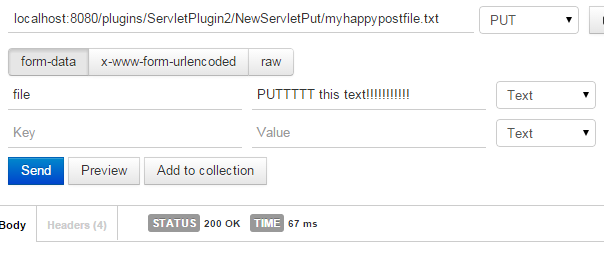 localhost:8080/plugins/ServletPlugin2/NewServletPut/myhappypostfile.txt PUT
form-data x-www-form-urlencoded raw
file PUTTTTT this text!!!!!!!!!!! Text
Key Value Text
Send Preview Add to collection
Body Headers (4) STATUS 200 OK TIME 67 ms